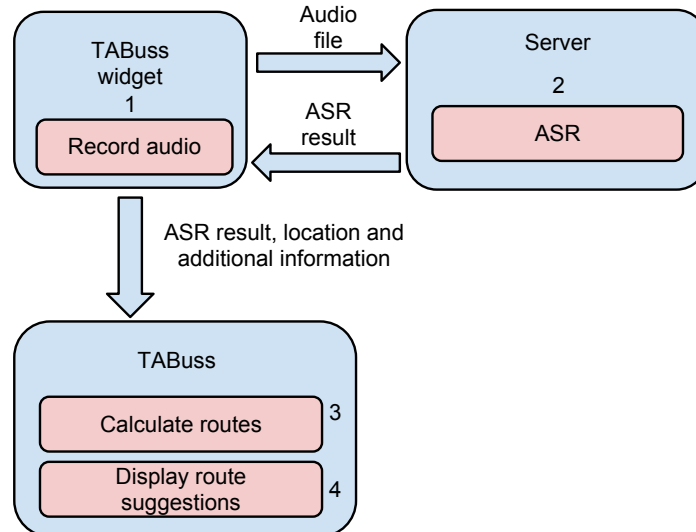 TABuss
widget
1
Record audio
Audio
file
ASR
result
Server
2
ASR
ASR result, location and
additional information
TABuss
Calculate routes
3
Display route
suggestions
4